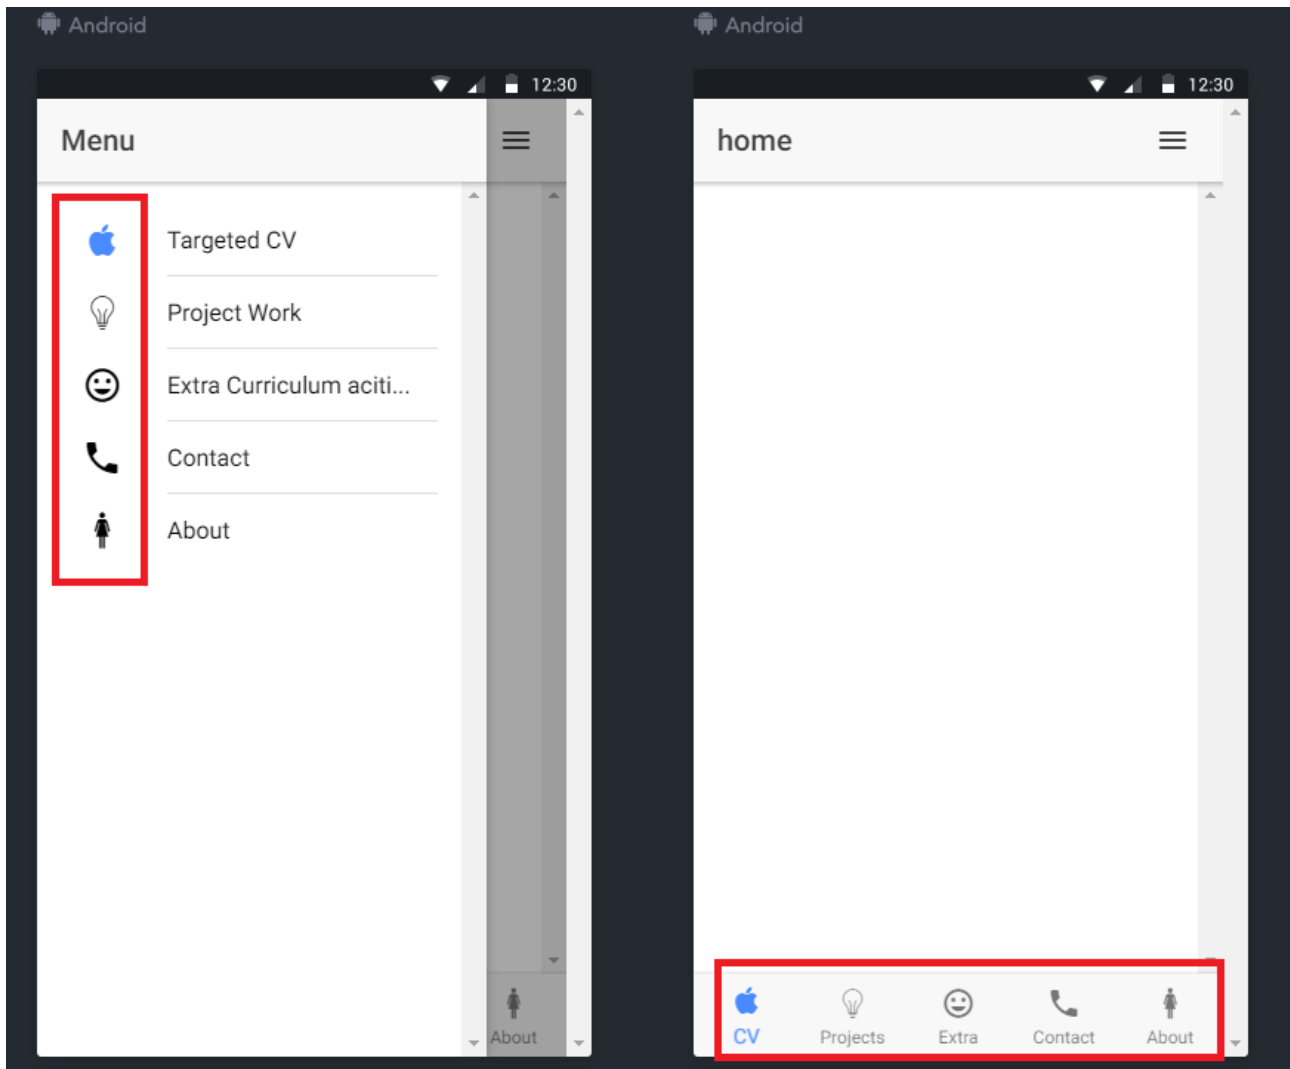 Android
12:30
Menu
Targeted CV
Project Work
Extra Curriculum aciti...
Contact
About
About
Android
12:30
home
CV
Projects
Extra
Contact
About